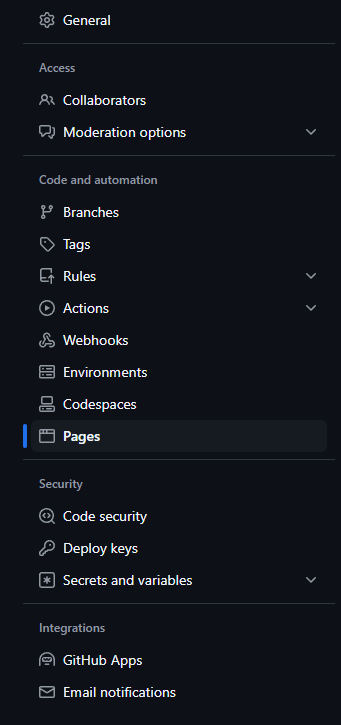 General
Access
Collaborators
Moderation options
Code and automation
Branches
Tags
Rules
Actions
Webhooks
Environments
Codespaces
Pages
Security
Code security
Deploy keys
Secrets and variables
Integrations
GitHub Apps
Email notifications